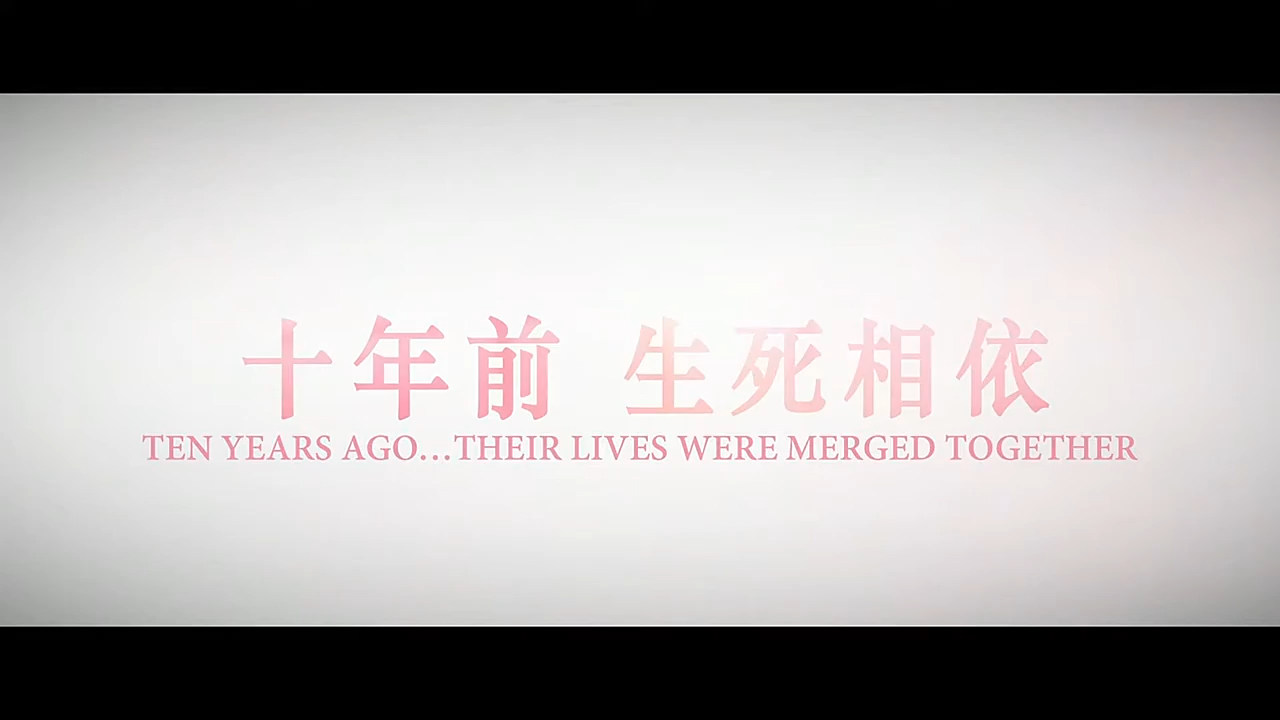 十年前 生死相依
TEN YEARS AGO...THEIR LIVES WERE MERGED TOGETHER